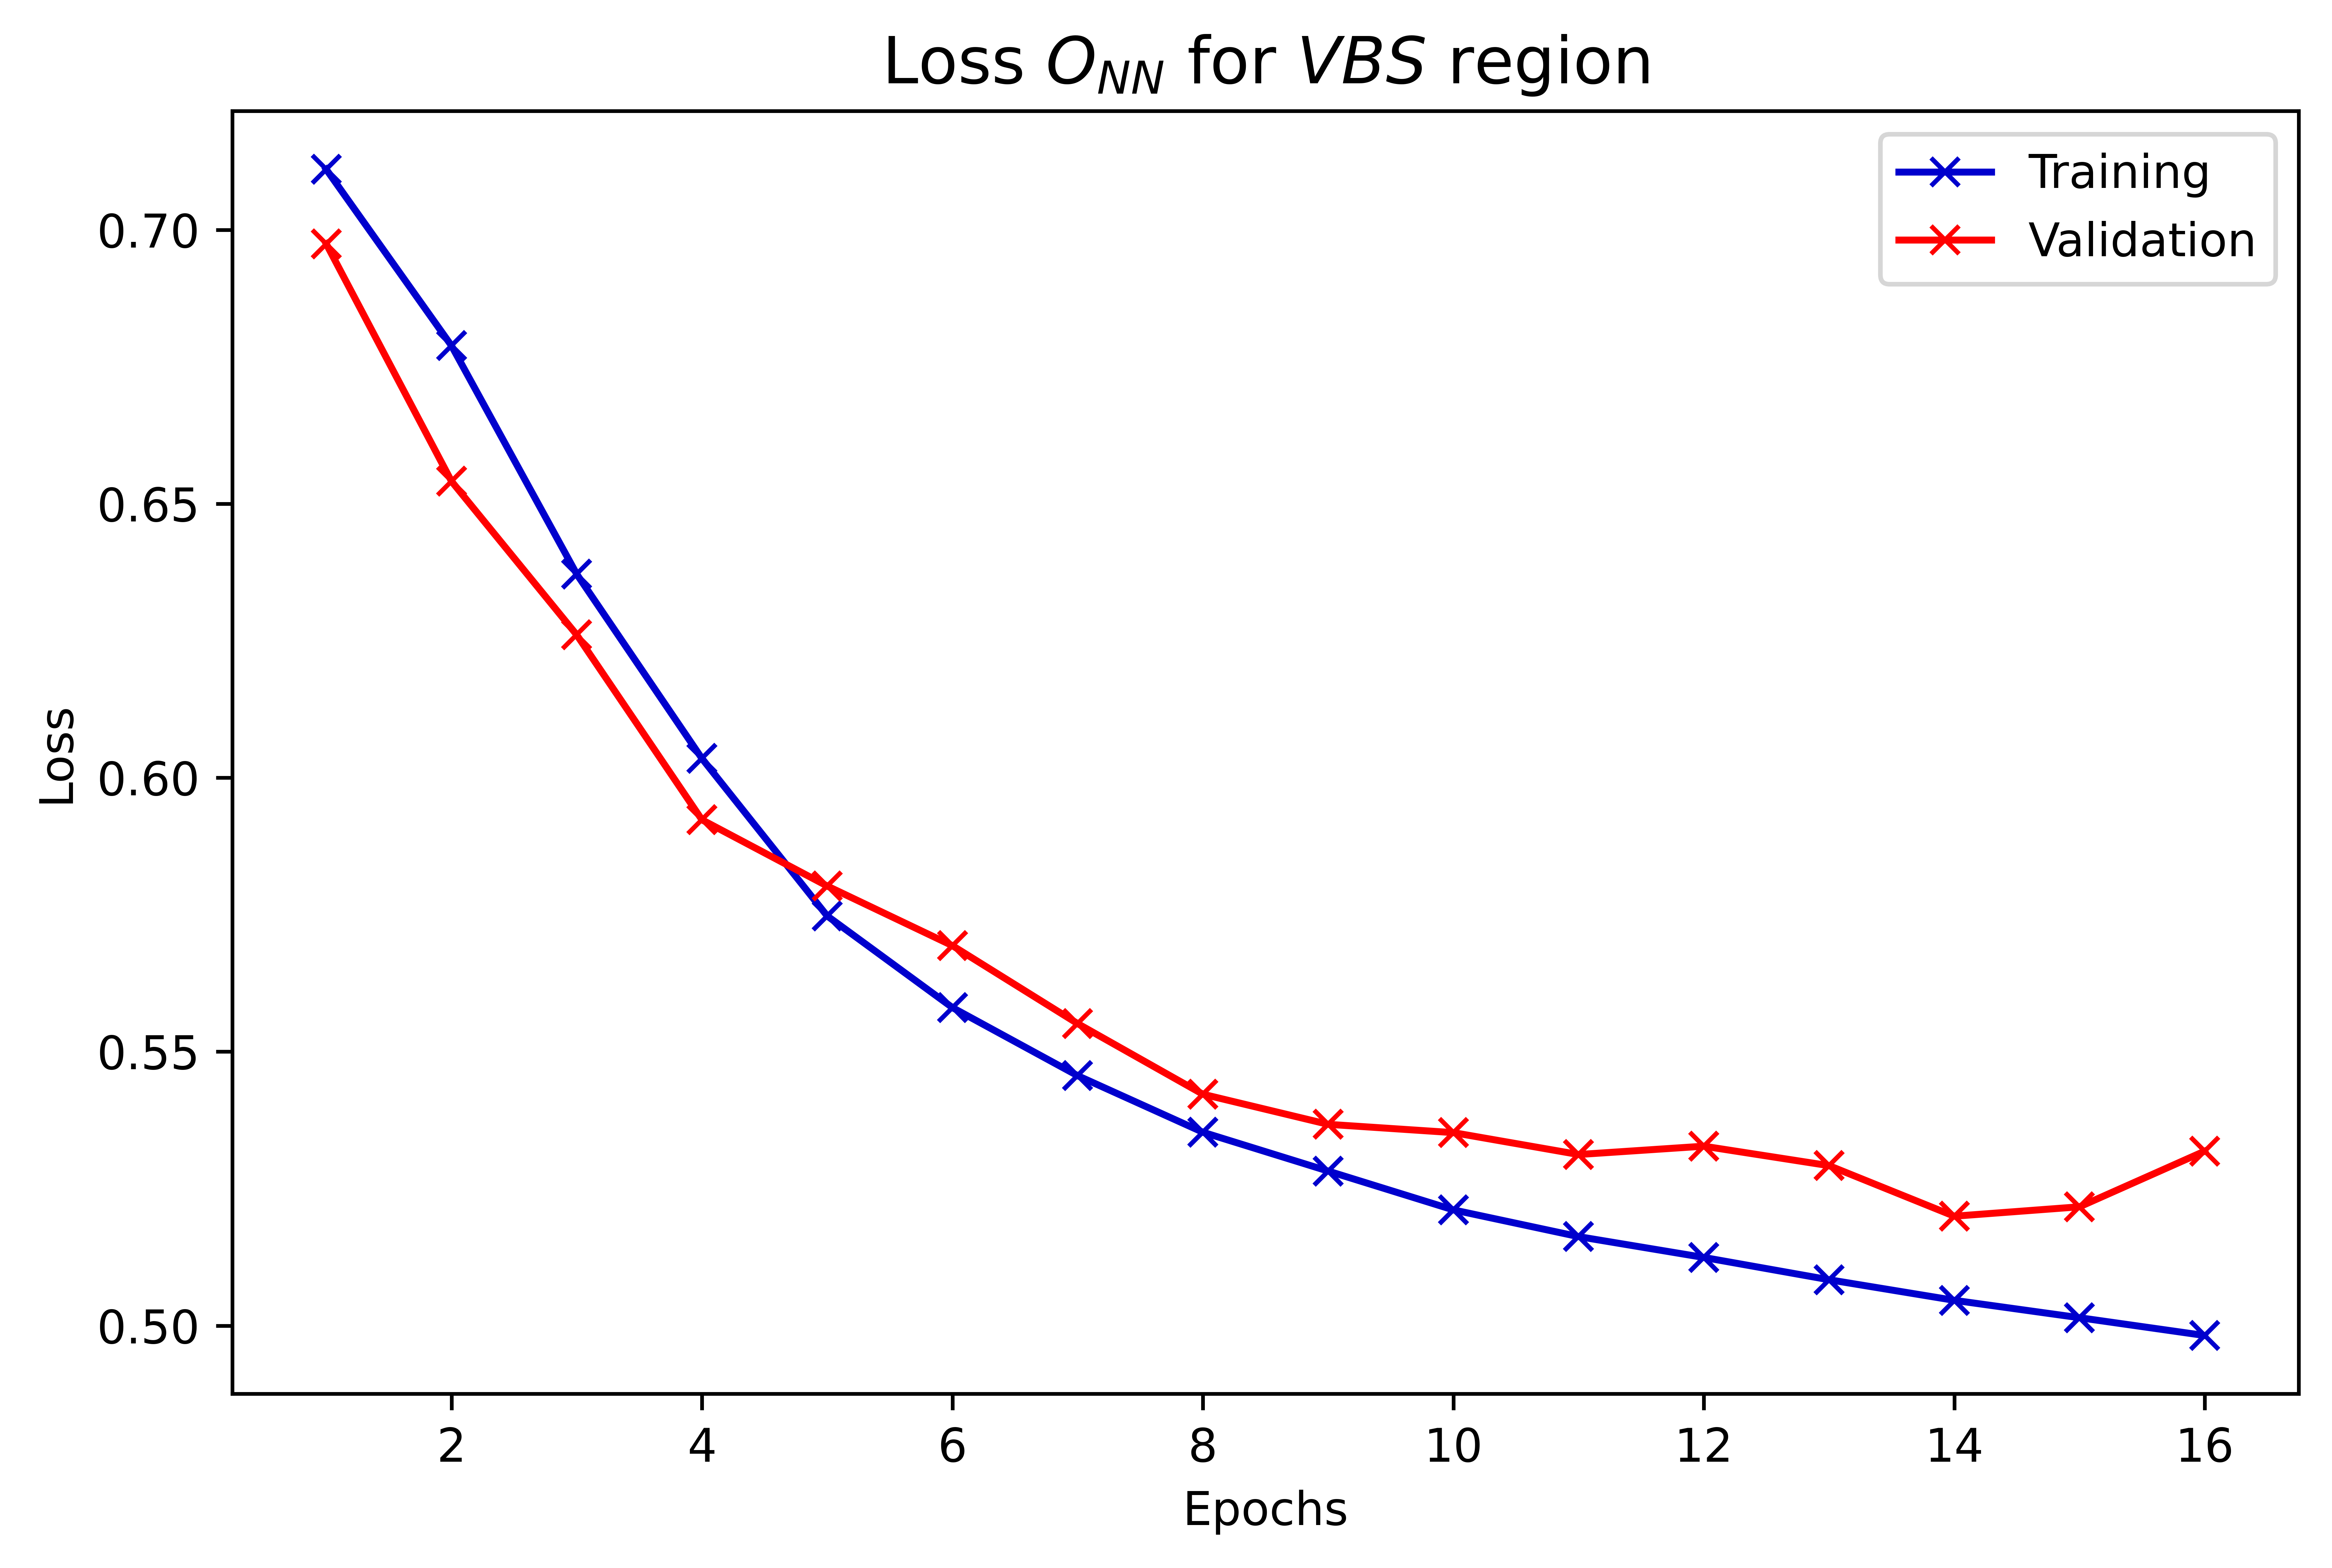 Loss O_NN for VBS region
Training
Validation
0.70
0.65
0.60
0.55
0.50
Loss
2 4 6 8 10 12 14 16
Epochs